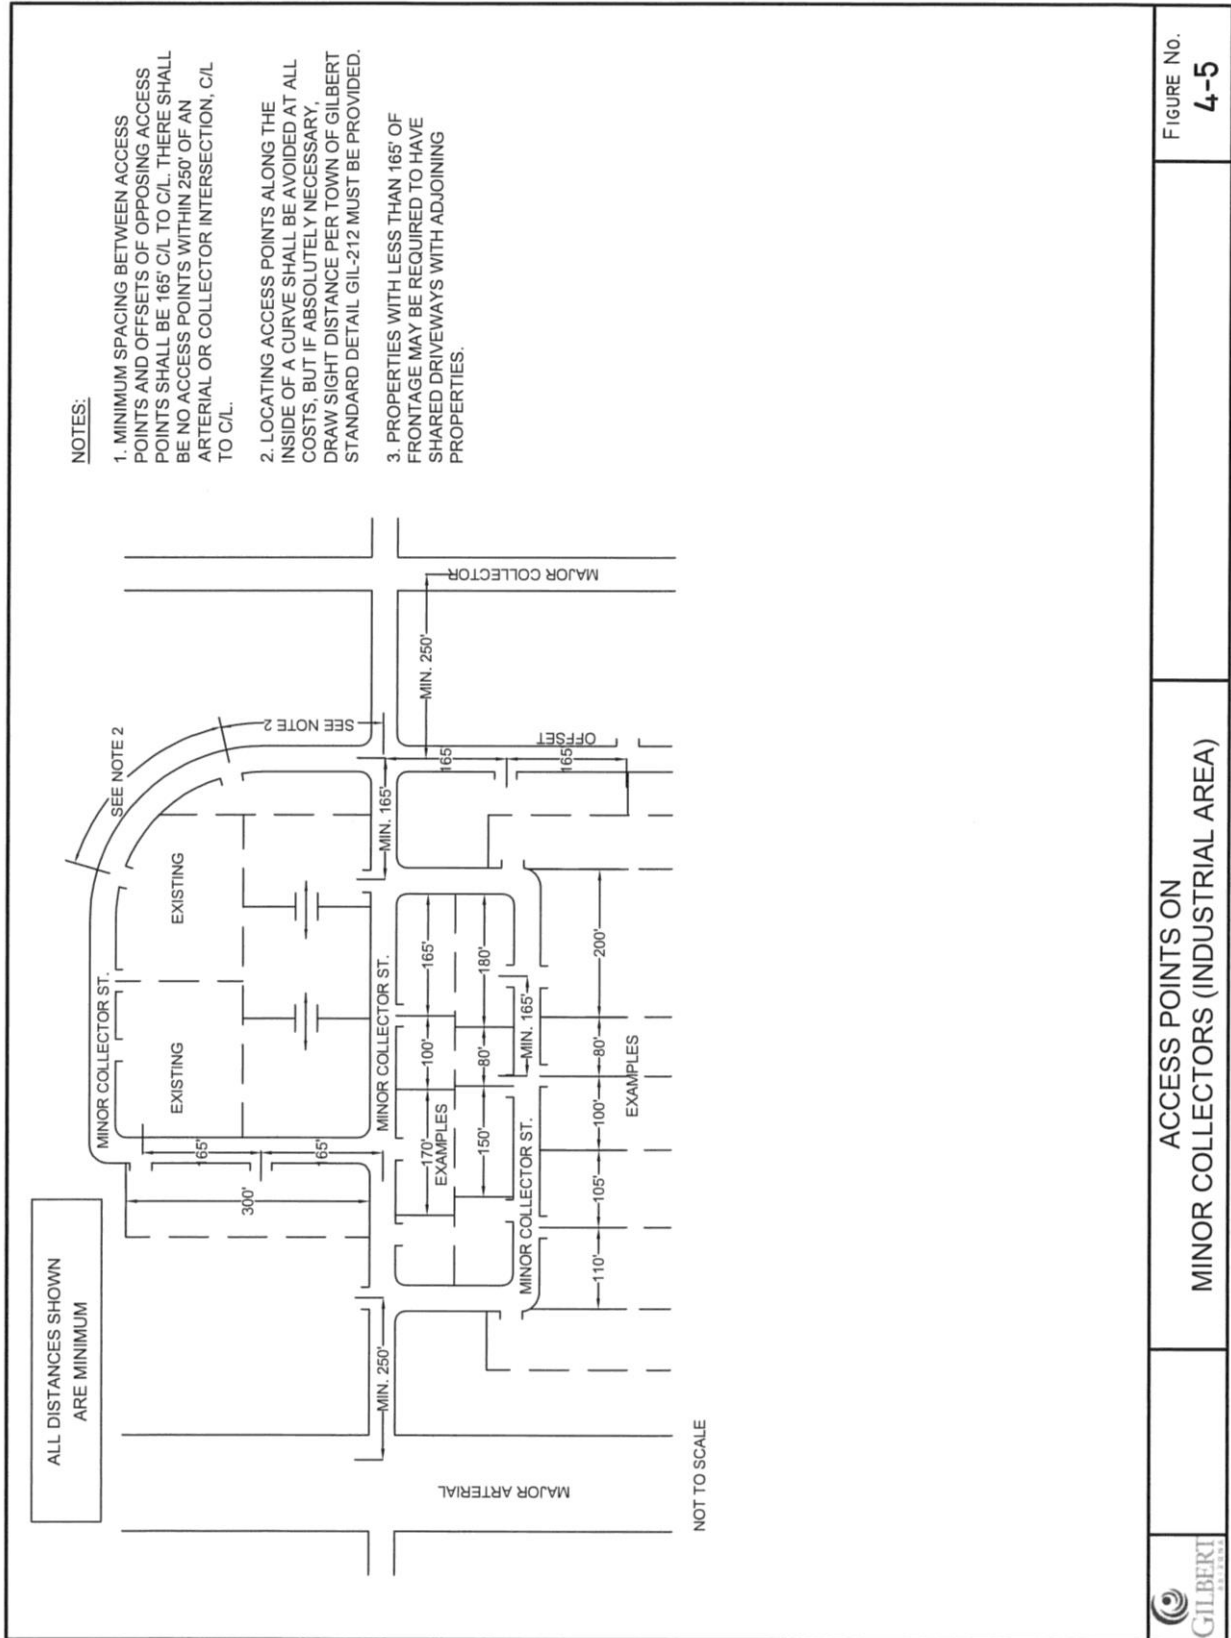 ALL DISTANCES SHOWN
ARE MINIMUM
NOTES:
1. MINIMUM SPACING BETWEEN ACCESS
POINTS AND OFFSETS OF OPPOSING ACCESS
POINTS SHALL BE 165' C/L TO C/L. THERE SHALL
BE NO ACCESS POINTS WITHIN 250' OF AN
ARTERIAL OR COLLECTOR INTERSECTION, C/L
TO C/L.
2. LOCATING ACCESS POINTS ALONG THE
INSIDE OF A CURVE SHALL BE AVOIDED AT ALL
COSTS, BUT IF ABSOLUTELY NECESSARY,
DRAW SIGHT DISTANCE PER TOWN OF GILBERT
STANDARD DETAIL GIL-212 MUST BE PROVIDED.
3. PROPERTIES WITH LESS THAN 165' OF
FRONTAGE MAY BE REQUIRED TO HAVE
SHARED DRIVEWAYS WITH ADJOINING
PROPERTIES.
MINOR COLLECTOR ST.
SEE NOTE 2
EXISTING
EXISTING
SEE NOTE 2
165'
165'
300'
MINOR COLLECTOR ST.
MIN. 250'
MIN. 165'
MIN. 250'
MAJOR ARTERIAL
MAJOR COLLECTOR
170'
100'
165'
EXAMPLES
165'
165'
OFFSET
150'
80'
180'
MINOR COLLECTOR ST.
MIN. 165'
110'
105'
100'
80'
200'
EXAMPLES
NOT TO SCALE
GILBERT
ARIZONA
ACCESS POINTS ON
MINOR COLLECTORS (INDUSTRIAL AREA)
FIGURE No.
4-5